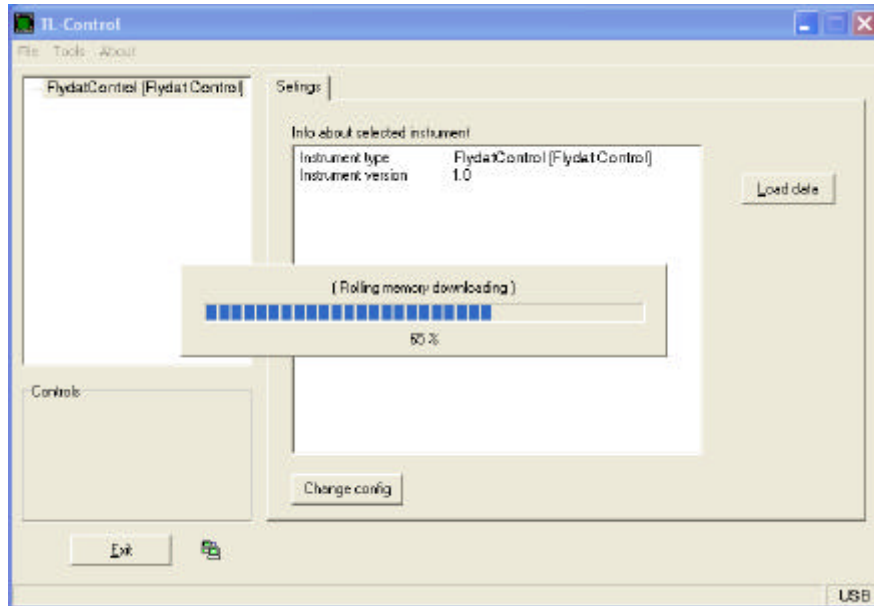 TL-Control
File Tools About
FlydatControl [Flydat Control]
Setings
Info about selected instrument
Instrument type FlydatControl [Flydat Control]
Instrument version 1.0
Load data
( Rolling memory downloading )
65 %
Controls
Change config
Exit
USB